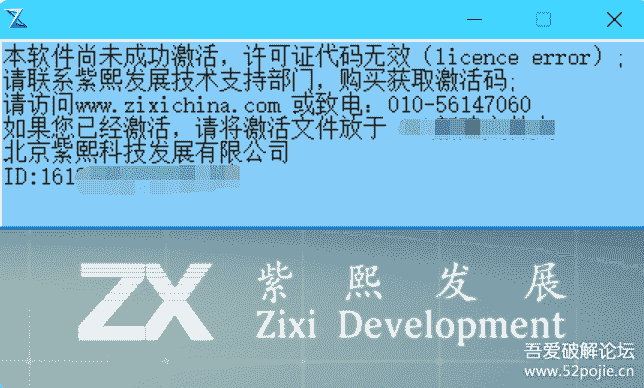 本软件尚未成功激活，许可证代码无效（licence error）；
请联系紫熙发展技术支持部门，购买获取激活码；
请访问www.zixichina.com 或致电：010-56147060
如果您已经激活，请将激活文件放于
北京紫熙科技发展有限公司
ID:161
ZX
紫熙发展
Zixi Development
吾爱破解论坛
www.52pojie.cn